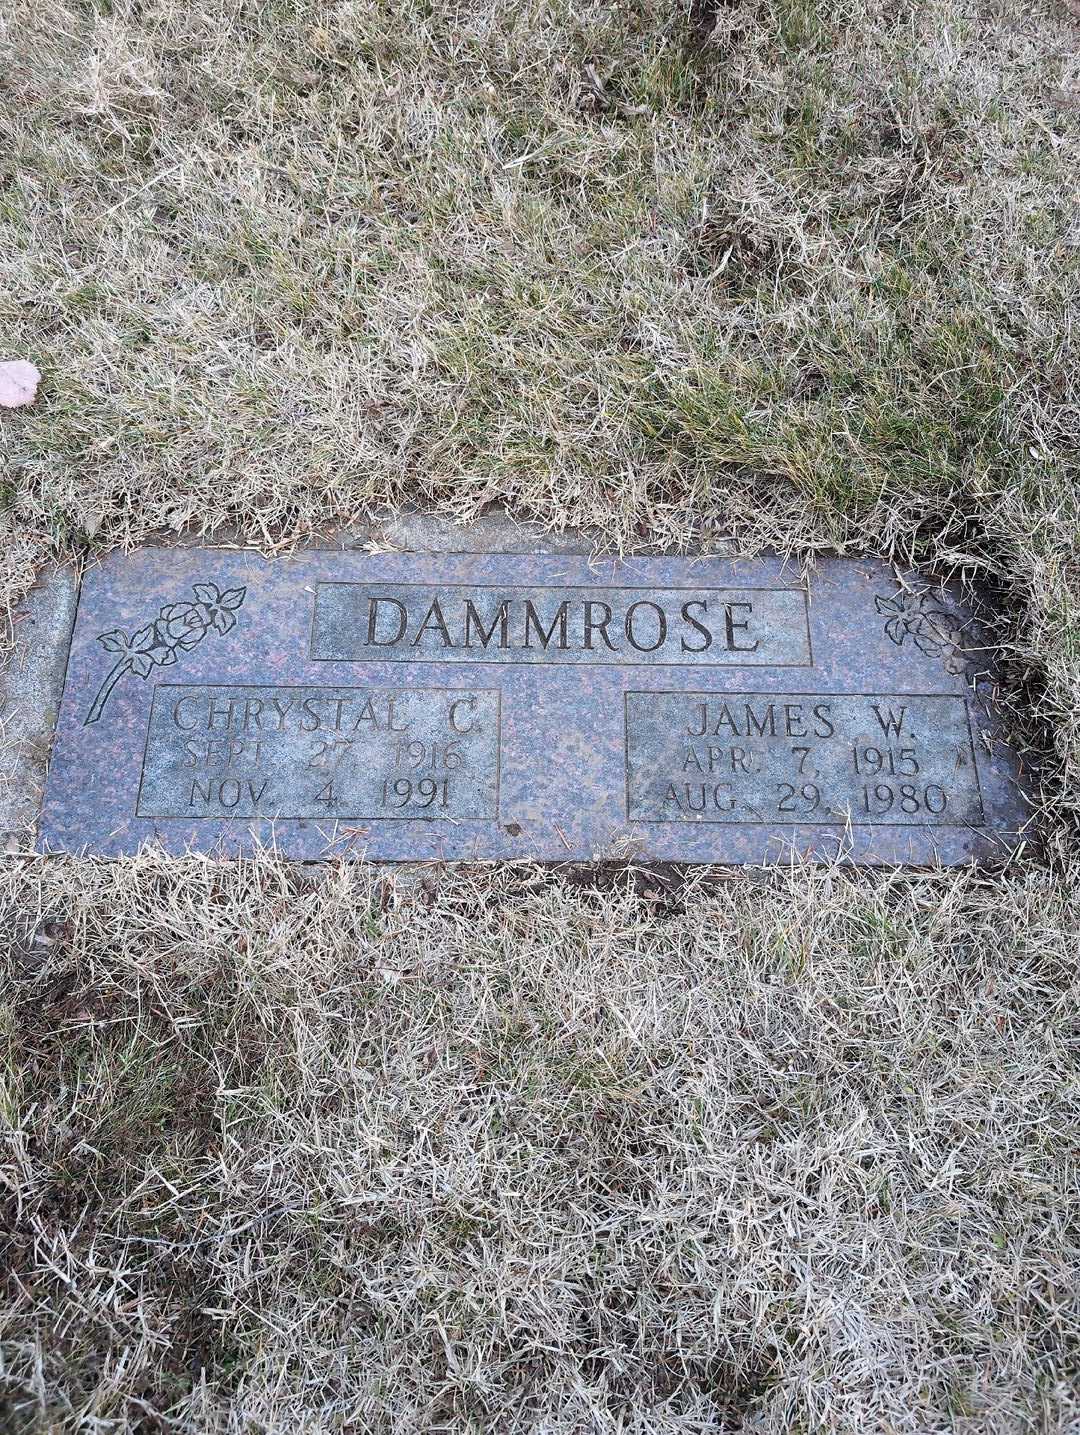 DAMMROSE
CHRYSTAL C.
SEPT. 27, 1916
NOV. 4, 1991
JAMES W.
APR. 7, 1915
AUG. 29, 1980